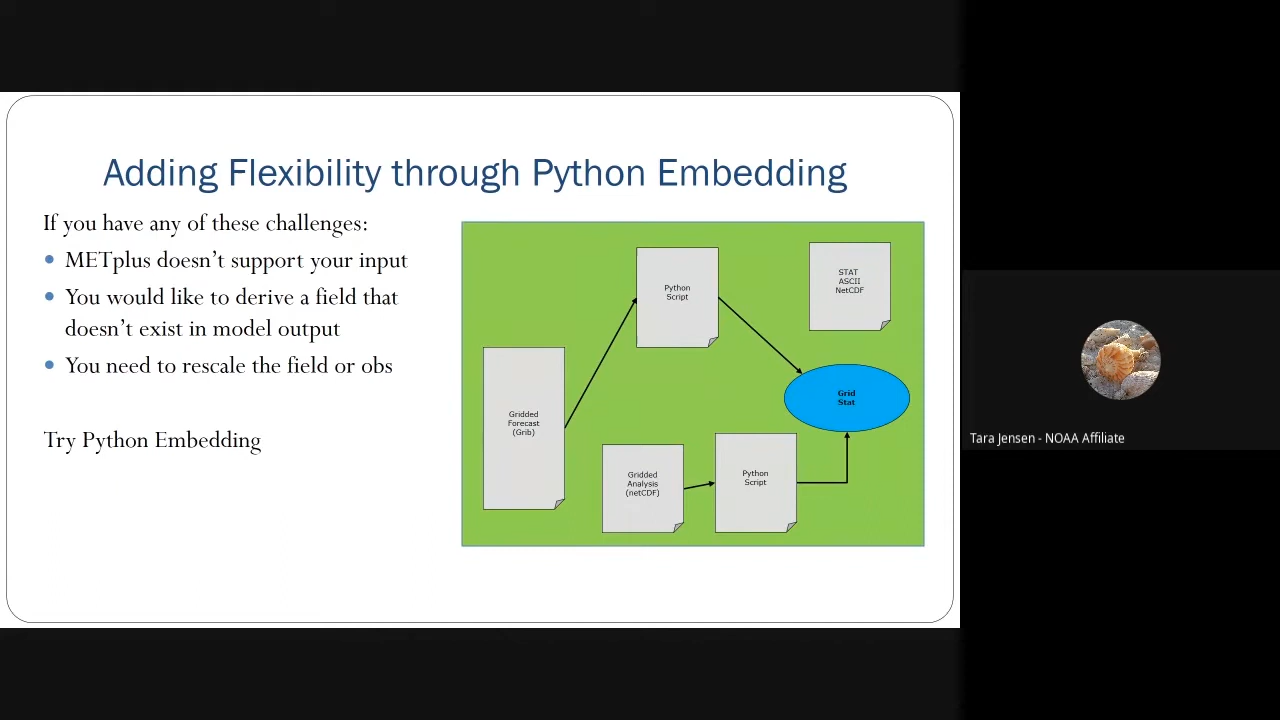 Adding Flexibility through Python Embedding
If you have any of these challenges:
METplus doesn’t support your input
You would like to derive a field that
doesn’t exist in model output
You need to rescale the field or obs
Try Python Embedding
Python
Script
STAT
ASCII
NetCDF
Gridded
Forecast
(Grib)
Grid
Stat
Gridded
Analysis
(netCDF)
Python
Script
Tara Jensen - NOAA Affiliate